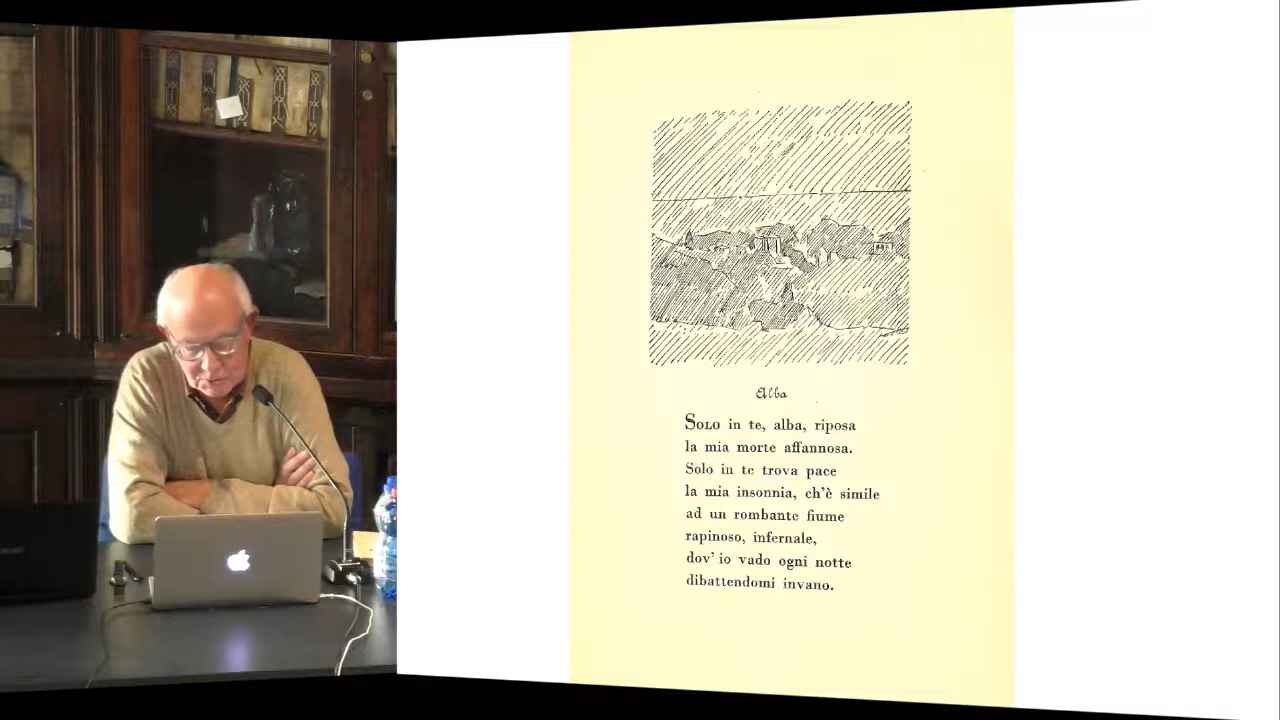 Alba
SOLO in te, alba, riposa
la mia morte affannosa.
Solo in te trova pace
la mia insonnia, ch'è simile
ad un rombante fiume
rapinoso, infernale,
dov' io vado ogni notte
dibattendomi invano.